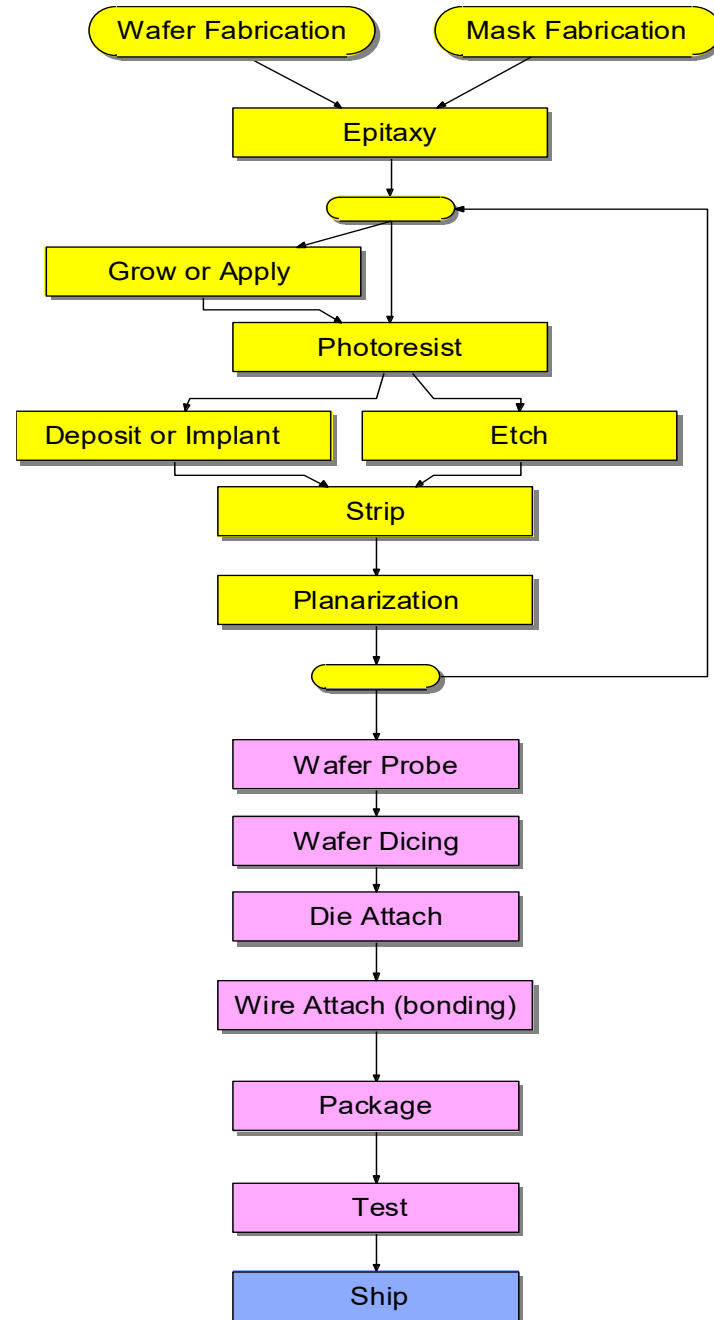 Wafer Fabrication
Mask Fabrication
Epitaxy
Grow or Apply
Photoresist
Deposit or Implant
Etch
Strip
Planarization
Wafer Probe
Wafer Dicing
Die Attach
Wire Attach (bonding)
Package
Test
Ship